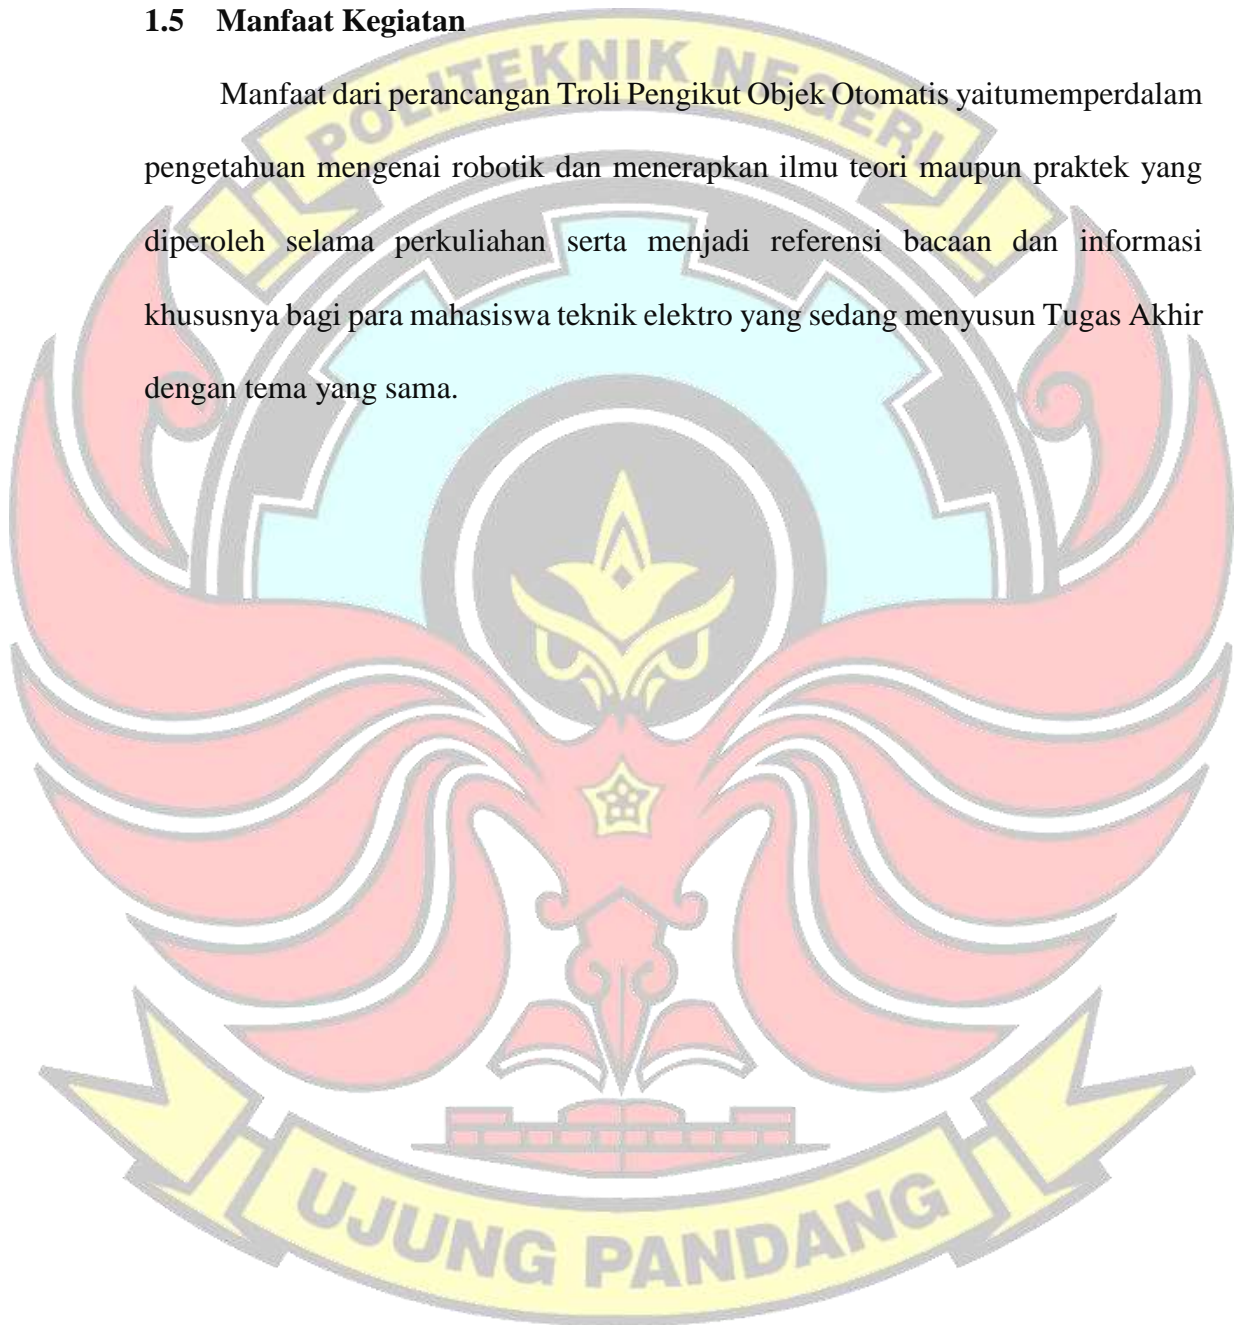 1.5 Manfaat Kegiatan
POLITEKNIK NEGERI
Manfaat dari perancangan Troli Pengikut Objek Otomatis yaitumemperdalam
pengetahuan mengenai robotik dan menerapkan ilmu teori maupun praktek yang
diperoleh selama perkuliahan serta menjadi referensi bacaan dan informasi
khususnya bagi para mahasiswa teknik elektro yang sedang menyusun Tugas Akhir
dengan tema yang sama.
UJUNG PANDANG